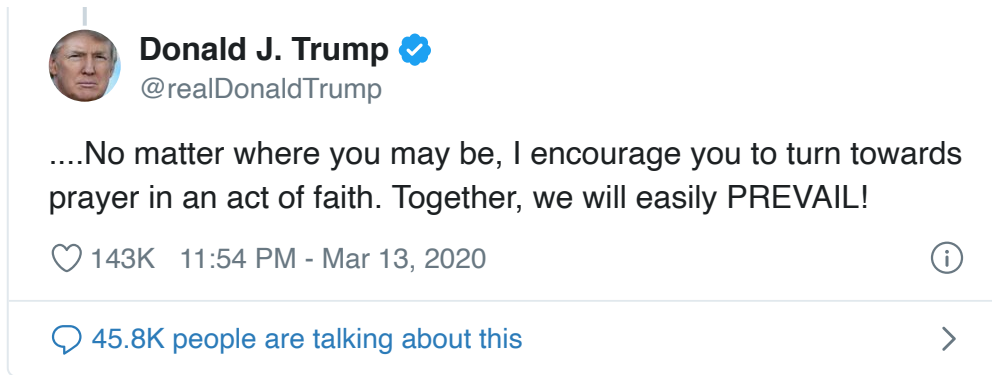 Donald J. Trump
@realDonaldTrump
....No matter where you may be, I encourage you to turn towards
prayer in an act of faith. Together, we will easily PREVAIL!
143K 11:54 PM - Mar 13, 2020
45.8K people are talking about this